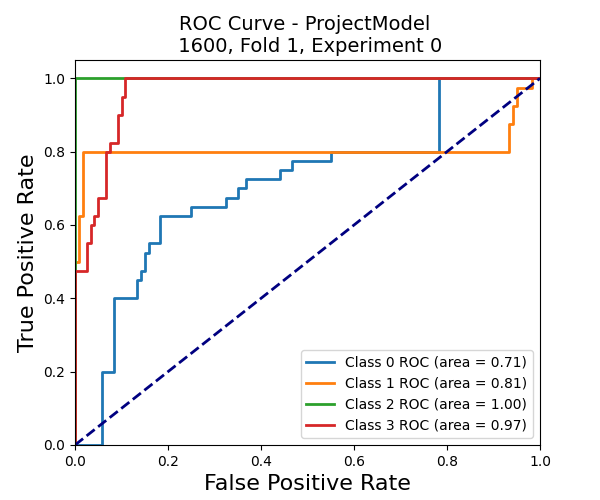 ROC Curve - ProjectModel
1600, Fold 1, Experiment 0
True Positive Rate
1.0
0.8
0.6
0.4
0.2
0.0
Class 0 ROC (area = 0.71)
Class 1 ROC (area = 0.81)
Class 2 ROC (area = 1.00)
Class 3 ROC (area = 0.97)
0.0 0.2 0.4 0.6 0.8 1.0
False Positive Rate